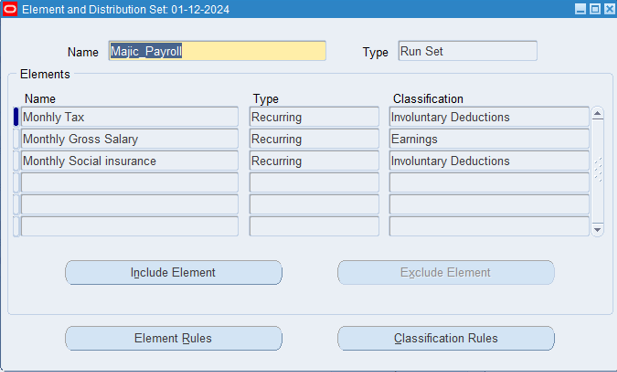 Element and Distribution Set: 01-12-2024
Name Majic_Payroll Type Run Set
Elements
Name Type Classification
Monhly Tax Recurring Involuntary Deductions
Monthly Gross Salary Recurring Earnings
Monthly Social insurance Recurring Involuntary Deductions
Include Element Exclude Element
Element Rules Classification Rules